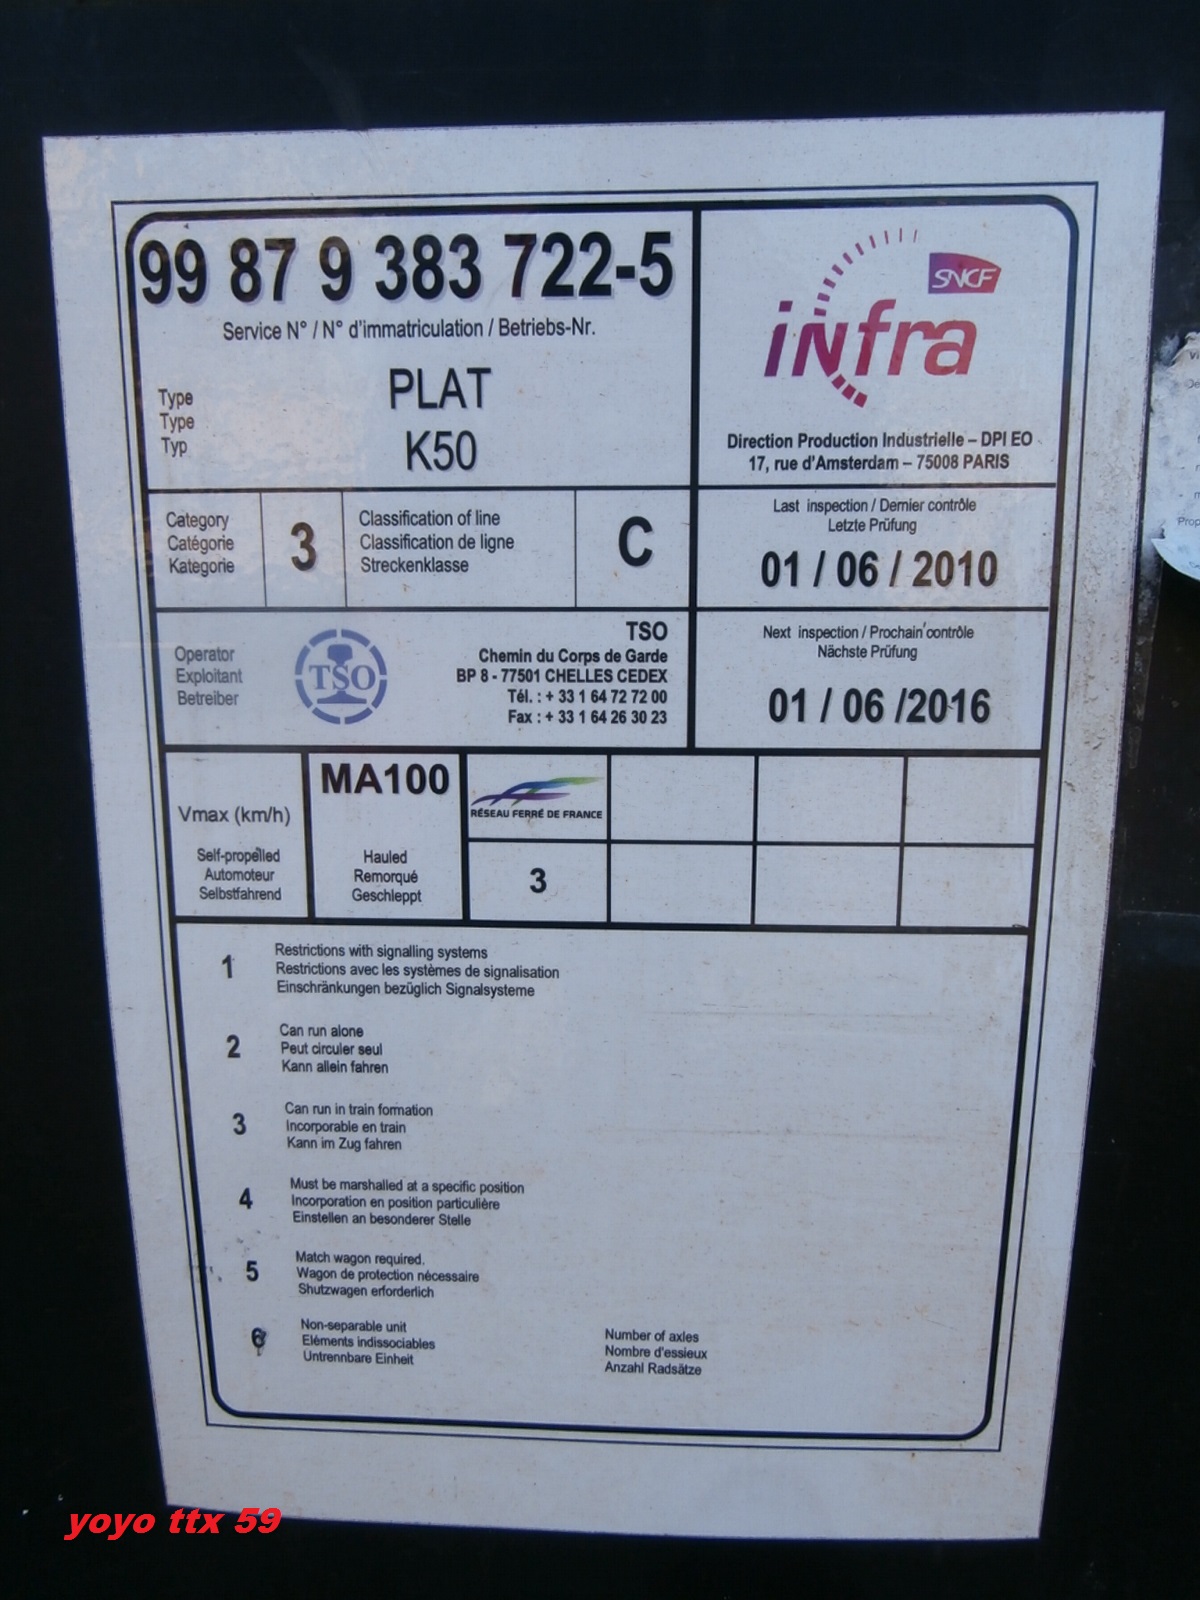 99 87 9 383 722-5
Service N° / N° d'immatriculation / Betriebs-Nr.
Type
Type
Typ
PLAT
K50
SNCF
infra
Direction Production Industrielle – DPI EO
17, rue d'Amsterdam – 75008 PARIS
Category
Catégorie
Kategorie
3
Classification of line
Classification de ligne
Streckenklasse
C
Last inspection / Dernier contrôle
Letzte Prüfung
01 / 06 / 2010
Operator
Exploitant
Betreiber
TSO
TSO
Chemin du Corps de Garde
BP 8 - 77501 CHELLES CEDEX
Tél. : + 33 1 64 72 72 00
Fax : + 33 1 64 26 30 23
Next inspection / Prochain contrôle
Nächste Prüfung
01 / 06 /2016
Vmax (km/h)
Self-propelled
Automoteur
Selbstfahrend
MA100
Hauled
Remorqué
Geschleppt
RÉSEAU FERRÉ DE FRANCE
3
1
Restrictions with signalling systems
Restrictions avec les systèmes de signalisation
Einschränkungen bezüglich Signalsysteme
2
Can run alone
Peut circuler seul
Kann allein fahren
3
Can run in train formation
Incorporable en train
Kann im Zug fahren
4
Must be marshalled at a specific position
Incorporation en position particulière
Einstellen an besonderer Stelle
5
Match wagon required.
Wagon de protection nécessaire
Shutzwagen erforderlich
6
Non-separable unit
Eléments indissociables
Untrennbare Einheit
Number of axles
Nombre d'essieux
Anzahl Radsätze
yoyo ttx 59